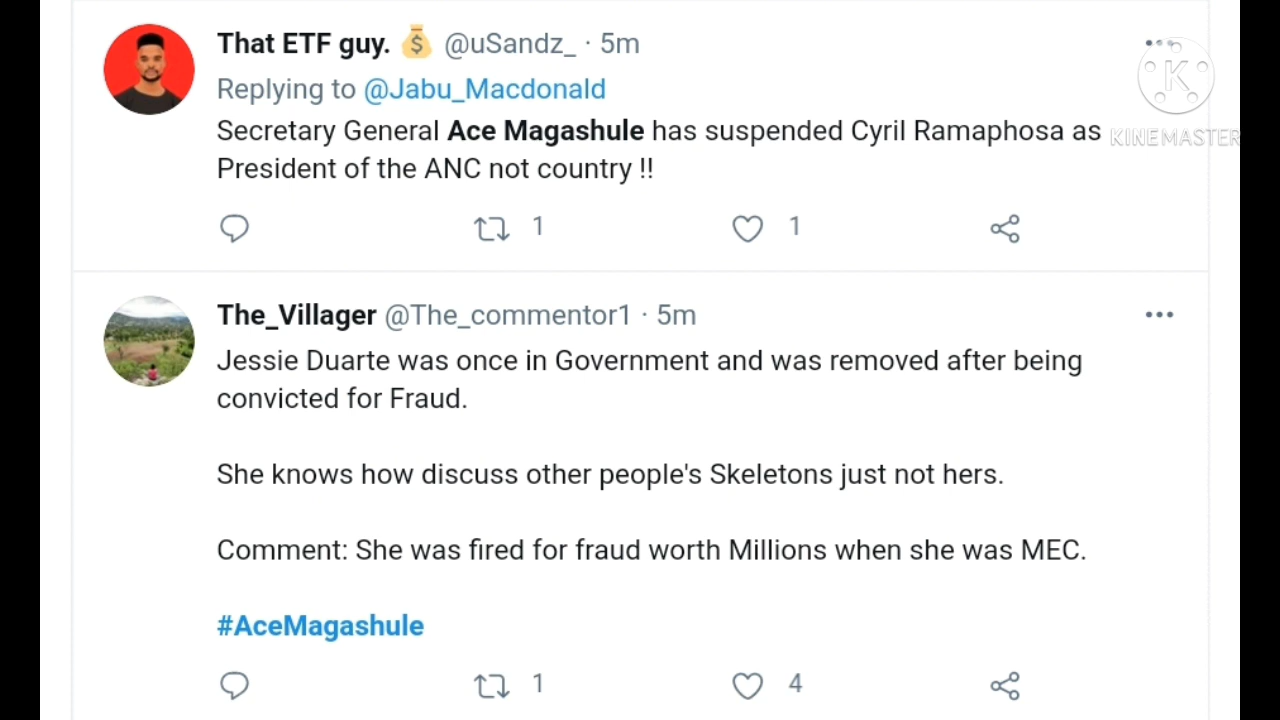 That ETF guy. 💰 @uSandz_ · 5m
Replying to @Jabu_Macdonald
Secretary General Ace Magashule has suspended Cyril Ramaphosa as
President of the ANC not country !!
1 1
K
KINEMASTER
The_Villager @The_commentor1 · 5m
Jessie Duarte was once in Government and was removed after being
convicted for Fraud.
She knows how discuss other people's Skeletons just not hers.
Comment: She was fired for fraud worth Millions when she was MEC.
#AceMagashule
1 4